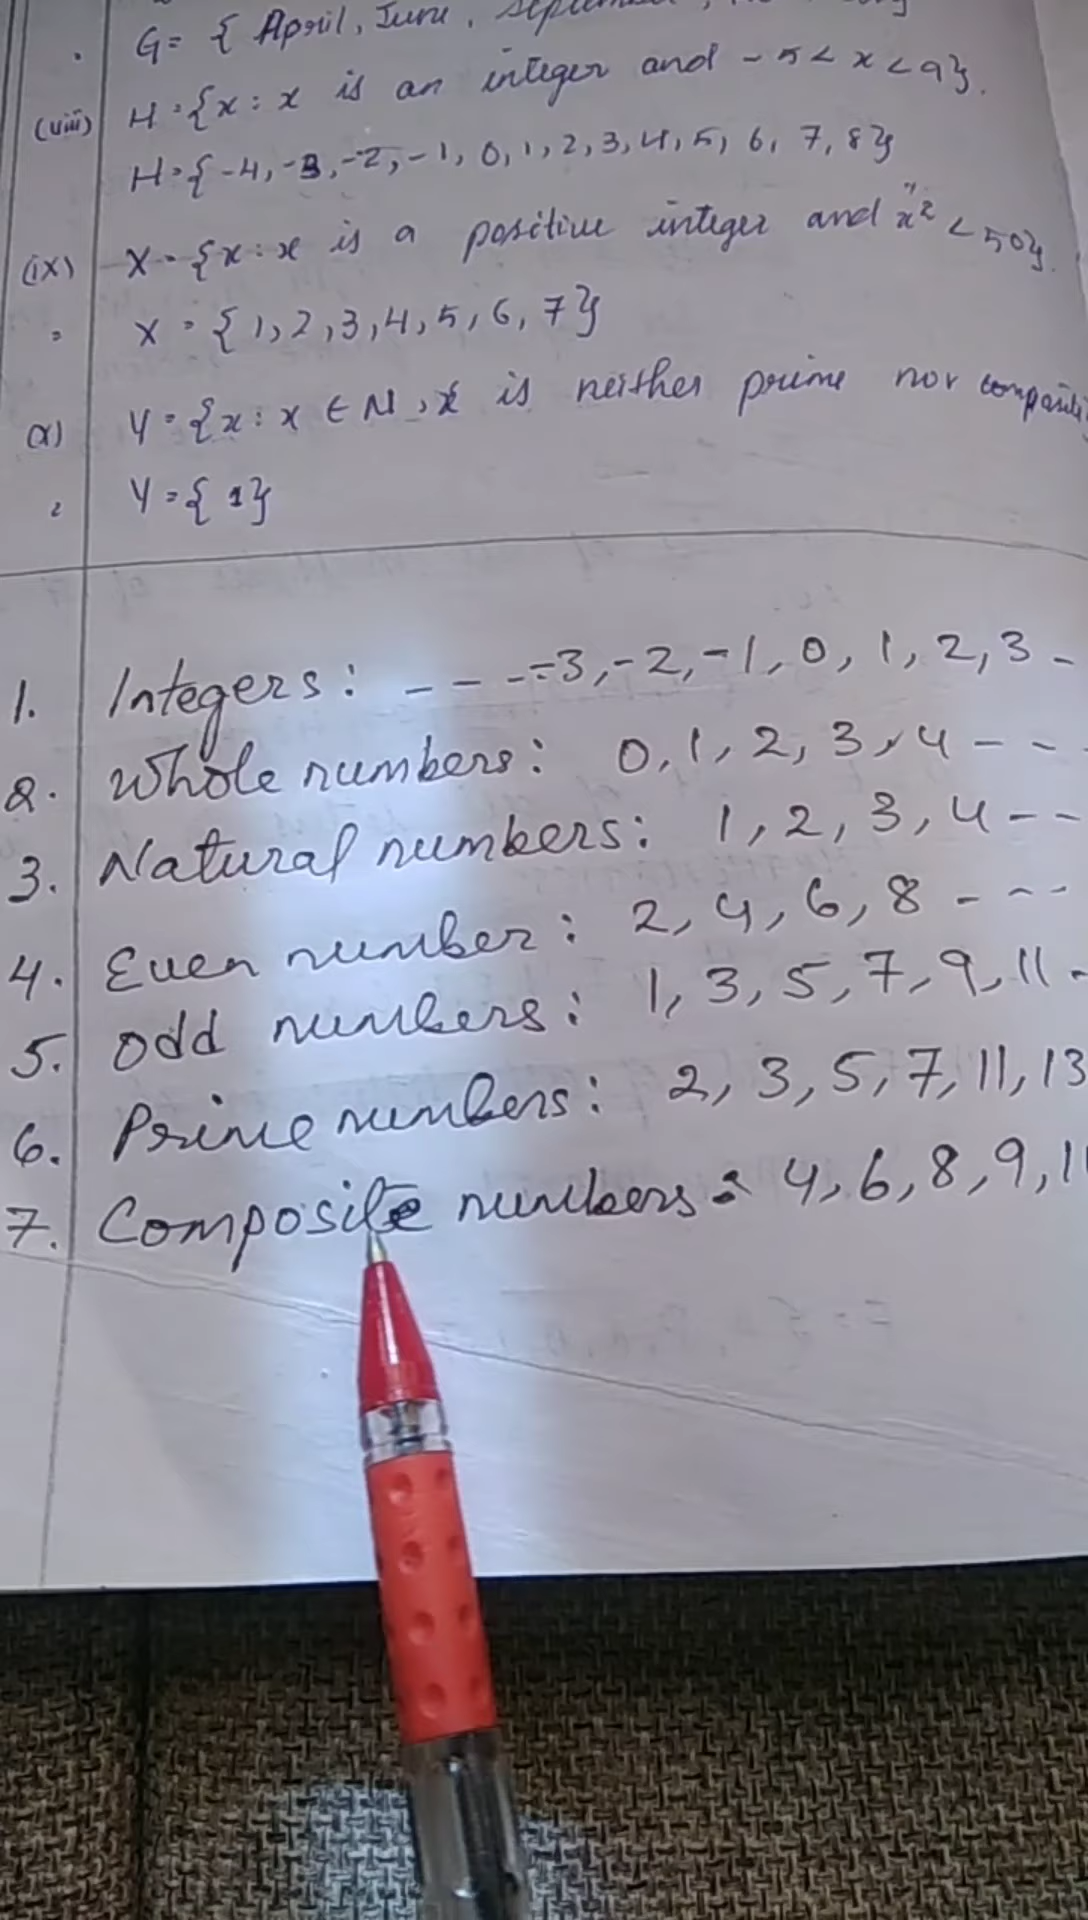 G = { April, June, September,
(viii) H = {x : x is an integer and -5 < x < 9}.
H = {-4, -3, -2, -1, 0, 1, 2, 3, 4, 5, 6, 7, 8}
(ix) X = {x : x is a positive integer and x² < 50}.
X = {1, 2, 3, 4, 5, 6, 7}
(x) Y = {x : x ∈ N, x is neither prime nor composit
Y = {1}
1. Integers: - - - -3, -2, -1, 0, 1, 2, 3 -
2. Whole numbers: 0, 1, 2, 3, 4 - - -
3. Natural numbers: 1, 2, 3, 4 - -
4. Even number: 2, 4, 6, 8 - - -
5. Odd numbers: 1, 3, 5, 7, 9, 11 -
6. Prime numbers: 2, 3, 5, 7, 11, 13
7. Composite numbers: 4, 6, 8, 9, 1